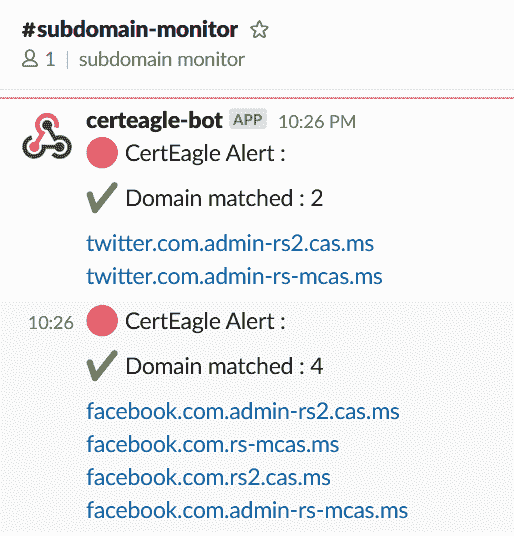 #subdomain-monitor
1 | subdomain monitor
certeagle-bot APP 10:26 PM
CertEagle Alert :
Domain matched : 2
twitter.com.admin-rs2.cas.ms
twitter.com.admin-rs-mcas.ms
10:26 CertEagle Alert :
Domain matched : 4
facebook.com.admin-rs2.cas.ms
facebook.com.rs-mcas.ms
facebook.com.rs2.cas.ms
facebook.com.admin-rs-mcas.ms